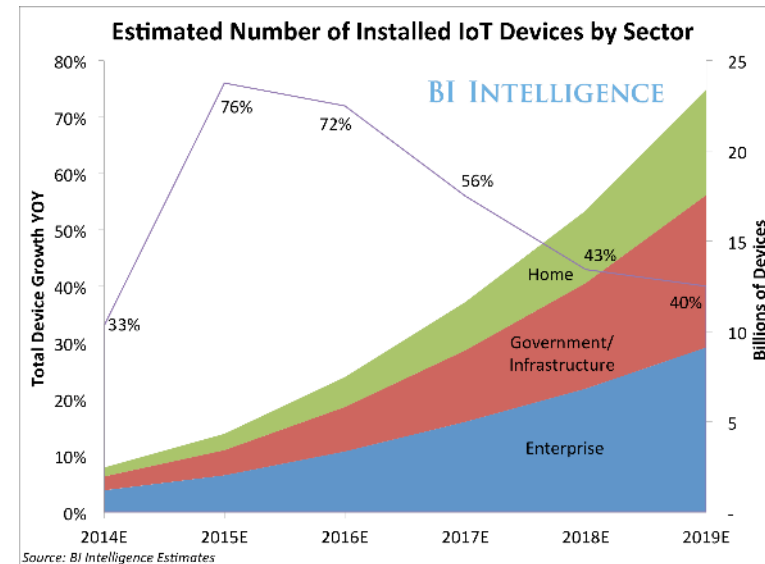 Estimated Number of Installed IoT Devices by Sector
80%
70%
60%
50%
40%
30%
20%
10%
0%
Total Device Growth YOY
BI INTELLIGENCE
33%
76%
72%
56%
43%
40%
Home
Government/
Infrastructure
Enterprise
25
20
15
10
5
-
Billions of Devices
2014E 2015E 2016E 2017E 2018E 2019E
Source: BI Intelligence Estimates